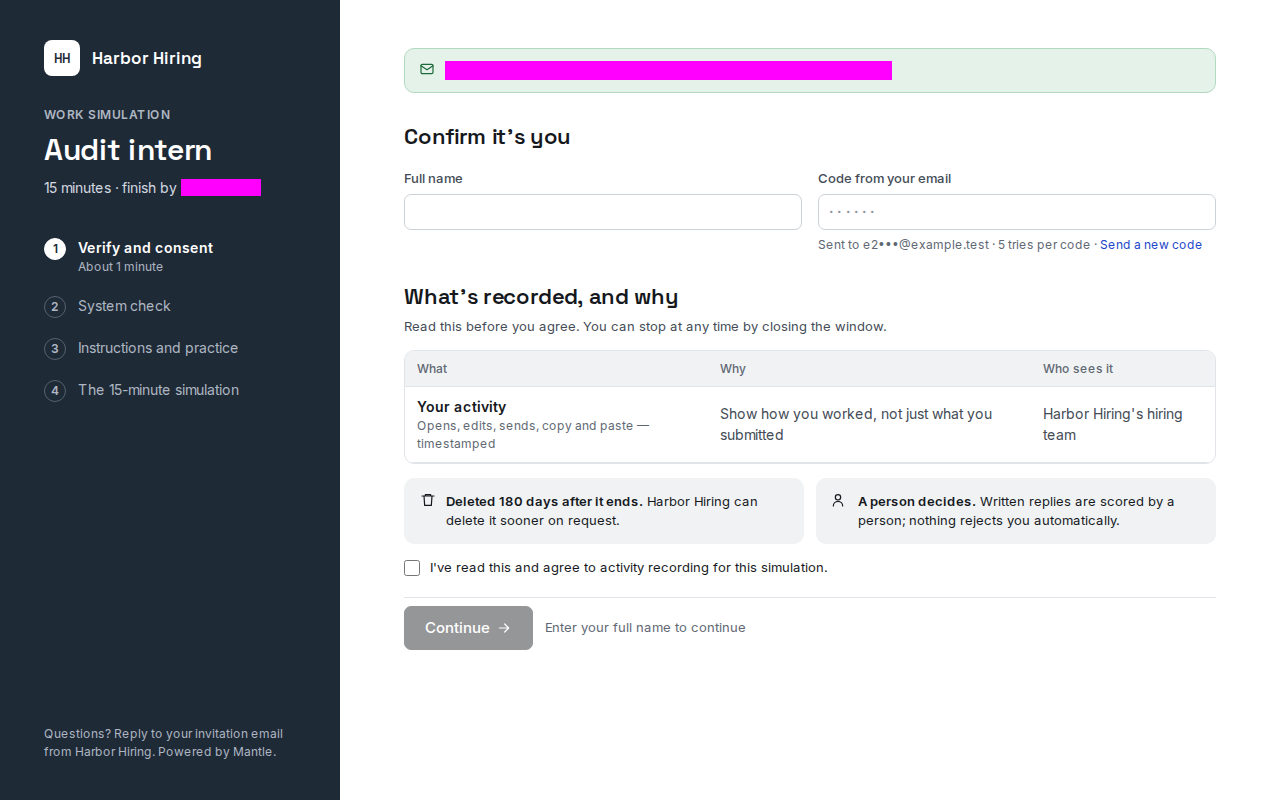 HH Harbor Hiring
WORK SIMULATION
Audit intern
15 minutes · finish by
1 Verify and consent
About 1 minute
2 System check
3 Instructions and practice
4 The 15-minute simulation
Questions? Reply to your invitation email
from Harbor Hiring. Powered by Mantle.
Confirm it's you
Full name
Code from your email
······
Sent to e2•••@example.test · 5 tries per code · Send a new code
What's recorded, and why
Read this before you agree. You can stop at any time by closing the window.
What Why Who sees it
Your activity
Opens, edits, sends, copy and paste —
timestamped
Show how you worked, not just what you
submitted
Harbor Hiring's hiring
team
Deleted 180 days after it ends. Harbor Hiring can
delete it sooner on request.
A person decides. Written replies are scored by a
person; nothing rejects you automatically.
I've read this and agree to activity recording for this simulation.
Continue →
Enter your full name to continue